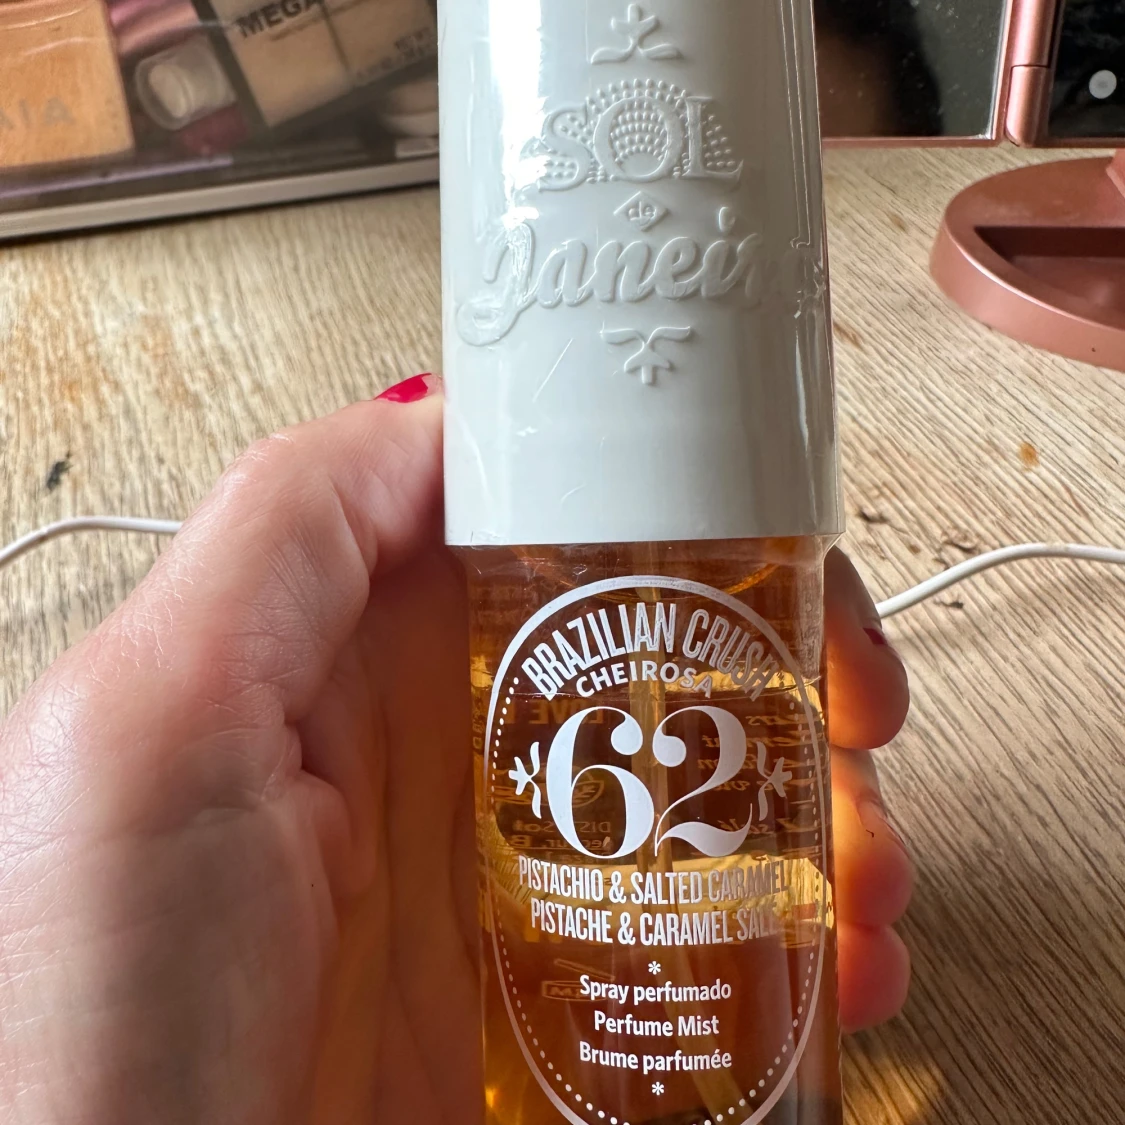 MEGA
SOL
de
Janeir
BRAZILIAN CRUSH
CHEIROSA
62
PISTACHIO & SALTED CARAMEL
PISTACHE & CARAMEL SALÉ
*
Spray perfumado
Perfume Mist
Brume parfumée
*